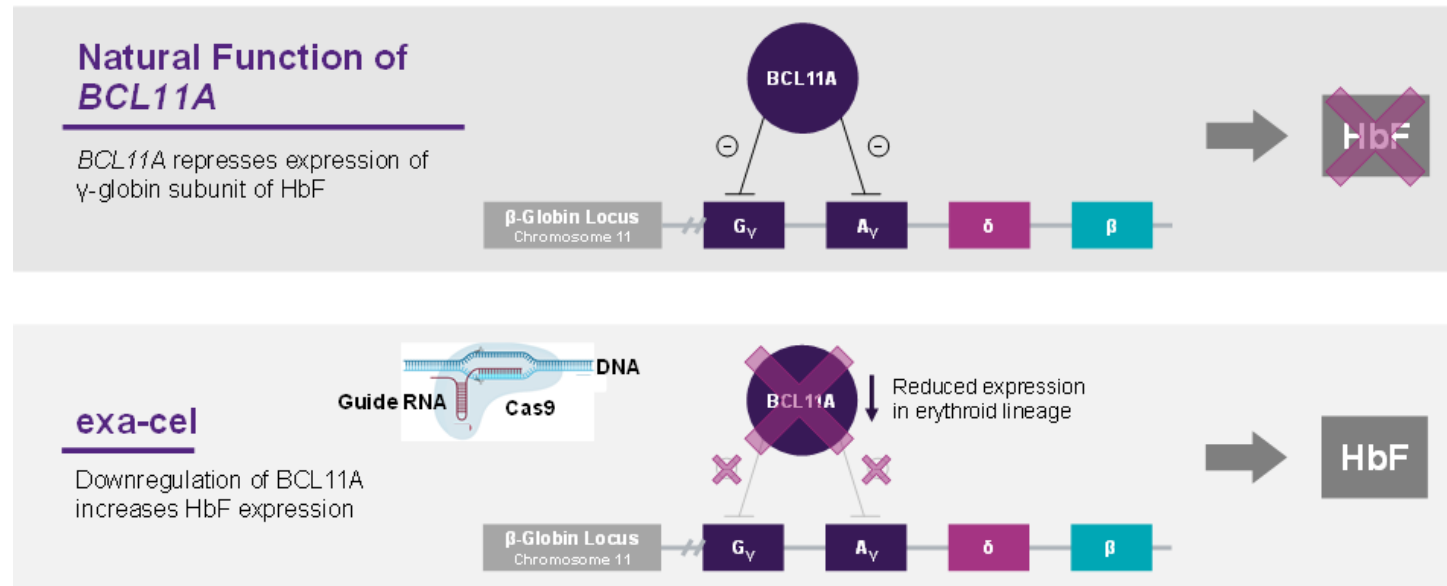 Natural Function of
BCL11A
BCL11A represses expression of
γ-globin subunit of HbF
BCL11A
⊖ ⊖
HbF
β-Globin Locus
Chromosome 11
Gγ Aγ δ β
exa-cel
Downregulation of BCL11A
increases HbF expression
Guide RNA
DNA
Cas9
BCL11A
Reduced expression
in erythroid lineage
HbF
β-Globin Locus
Chromosome 11
Gγ Aγ δ β